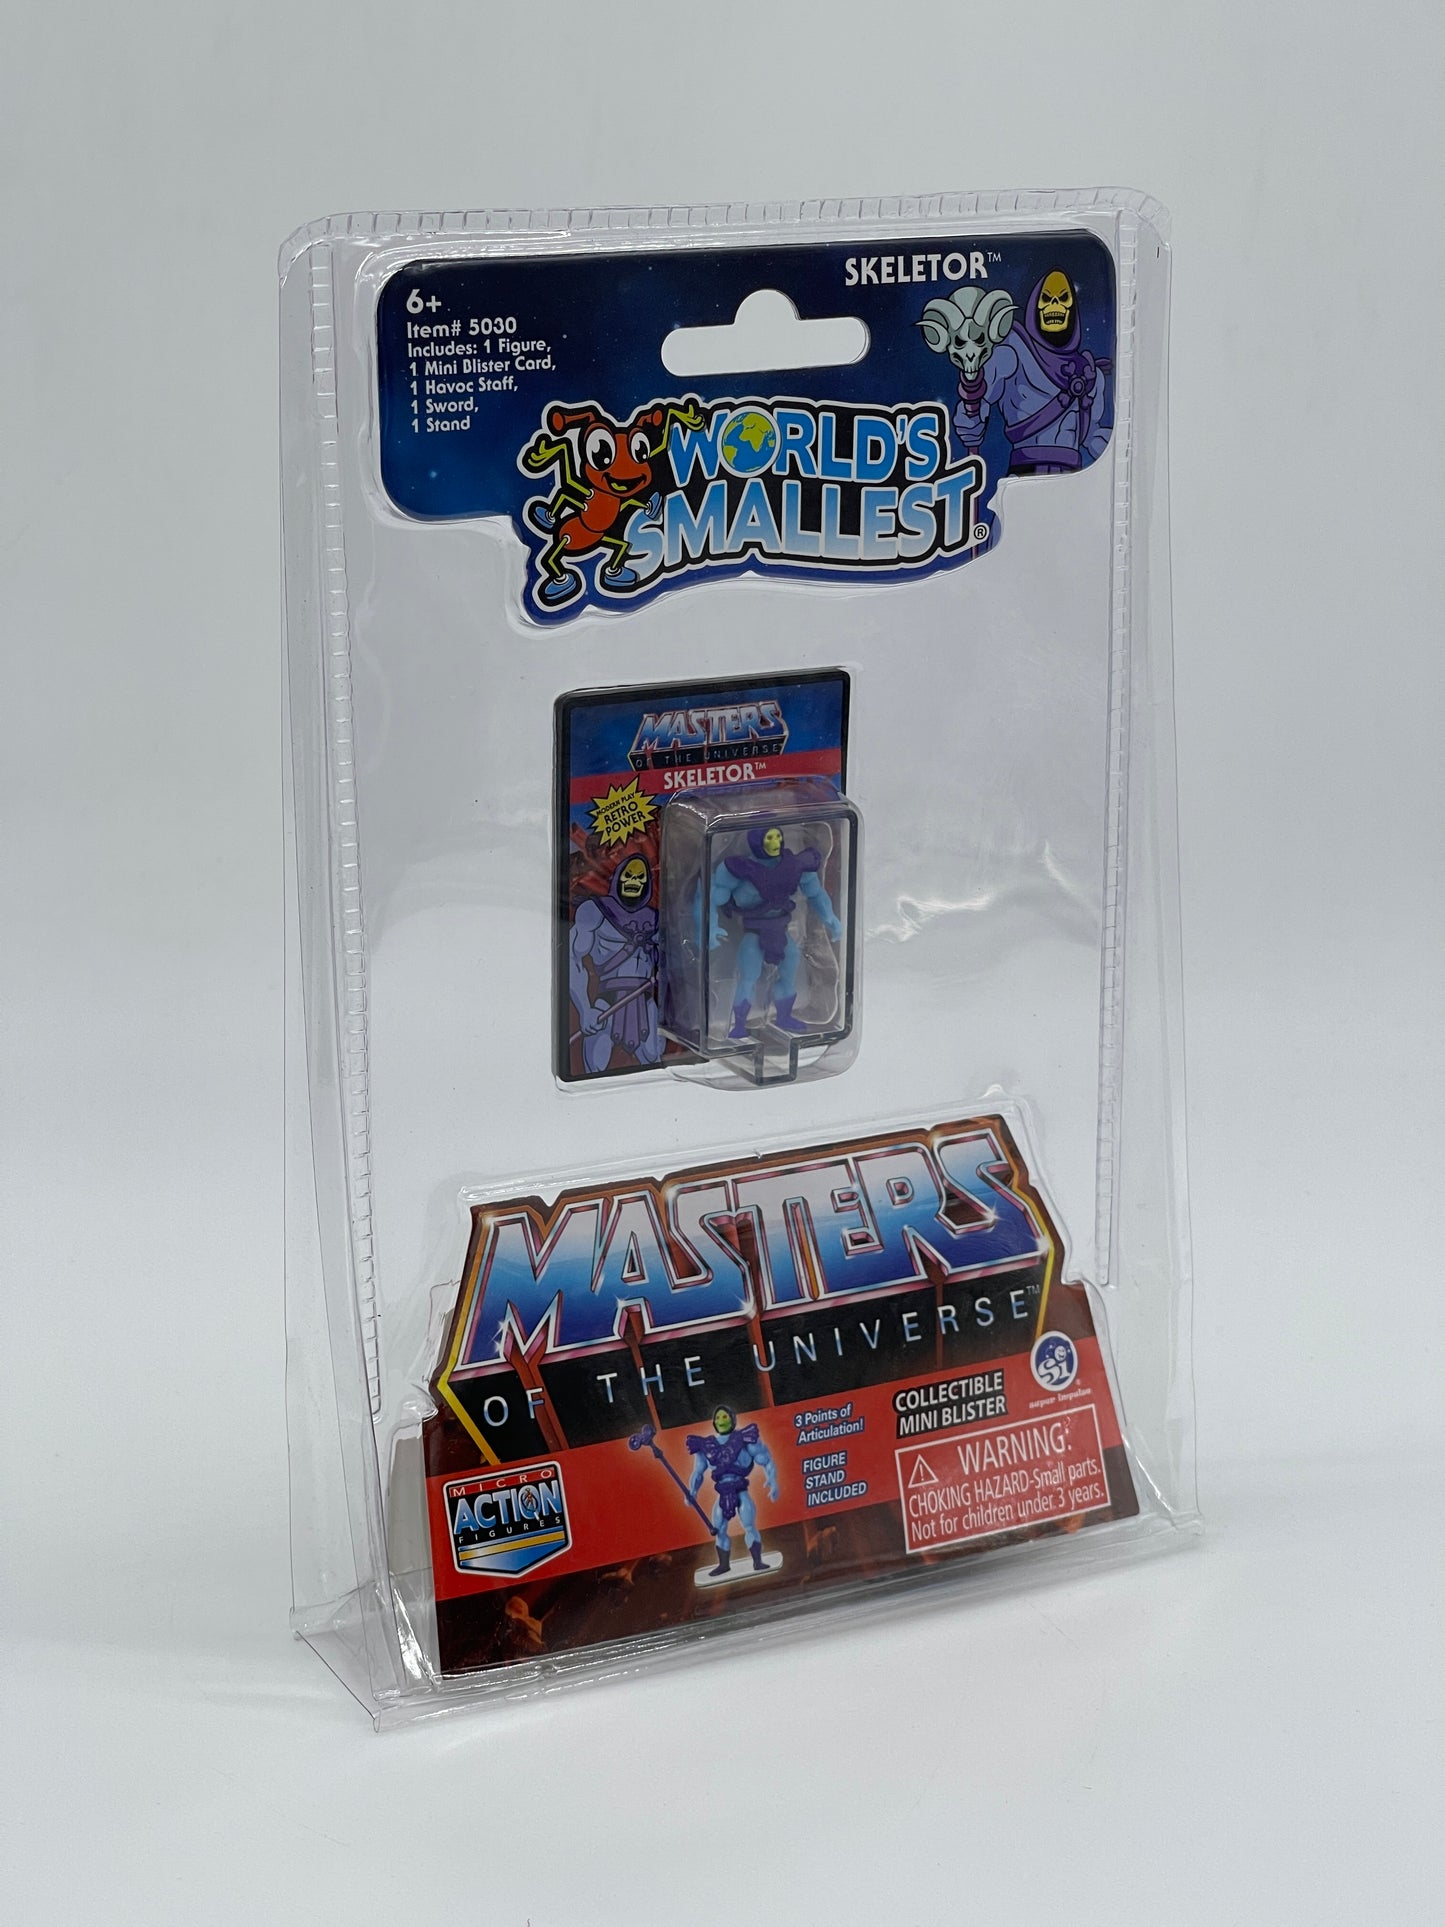 SKELETOR™
6+
Item# 5030
Includes: 1 Figure,
1 Mini Blister Card,
1 Havoc Staff,
1 Sword,
1 Stand
WORLD'S
SMALLEST®
MASTERS
OF THE UNIVERSE
SKELETOR™
MODERN PLAY
RETRO
POWER
MASTERS
OF THE UNIVERSE™
MICRO
ACTION
FIGURES
3 Points of
Articulation!
FIGURE
STAND
INCLUDED
COLLECTIBLE
MINI BLISTER
Si®
super impulse
⚠ WARNING:
CHOKING HAZARD-Small parts.
Not for children under 3 years.